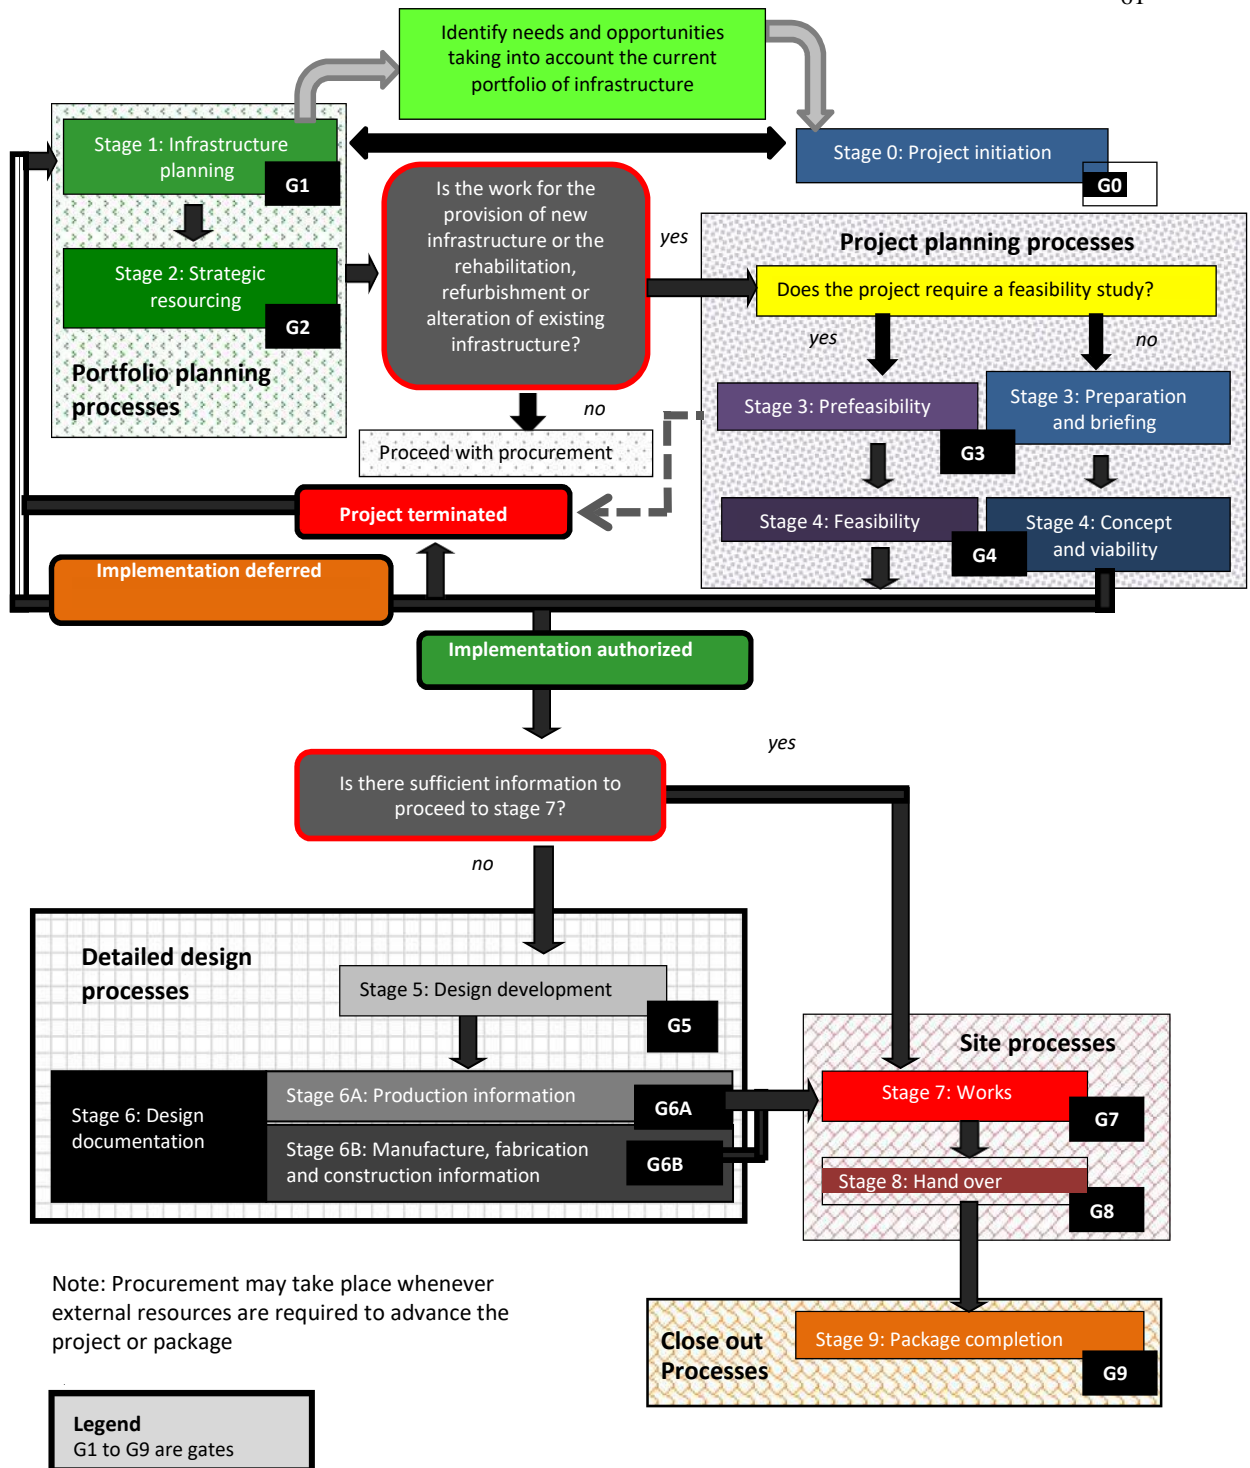 Identify needs and opportunities
taking into account the current
portfolio of infrastructure
Stage 1: Infrastructure
planning
G1
Stage 0: Project initiation
G0
Is the work for the
provision of new
infrastructure or the
rehabilitation,
refurbishment or
alteration of existing
infrastructure?
yes
no
Stage 2: Strategic
resourcing
G2
Portfolio planning
processes
Project planning processes
Does the project require a feasibility study?
yes
no
Stage 3: Prefeasibility
Stage 3: Preparation
and briefing
G3
Proceed with procurement
Project terminated
Stage 4: Feasibility
Stage 4: Concept
and viability
G4
Implementation deferred
Implementation authorized
Is there sufficient information to
proceed to stage 7?
yes
no
Detailed design
processes
Stage 5: Design development
G5
Stage 6: Design
documentation
Stage 6A: Production information
G6A
Stage 6B: Manufacture, fabrication
and construction information
G6B
Site processes
Stage 7: Works
G7
Stage 8: Hand over
G8
Note: Procurement may take place whenever
external resources are required to advance the
project or package
Close out
Processes
Stage 9: Package completion
G9
Legend
G1 to G9 are gates